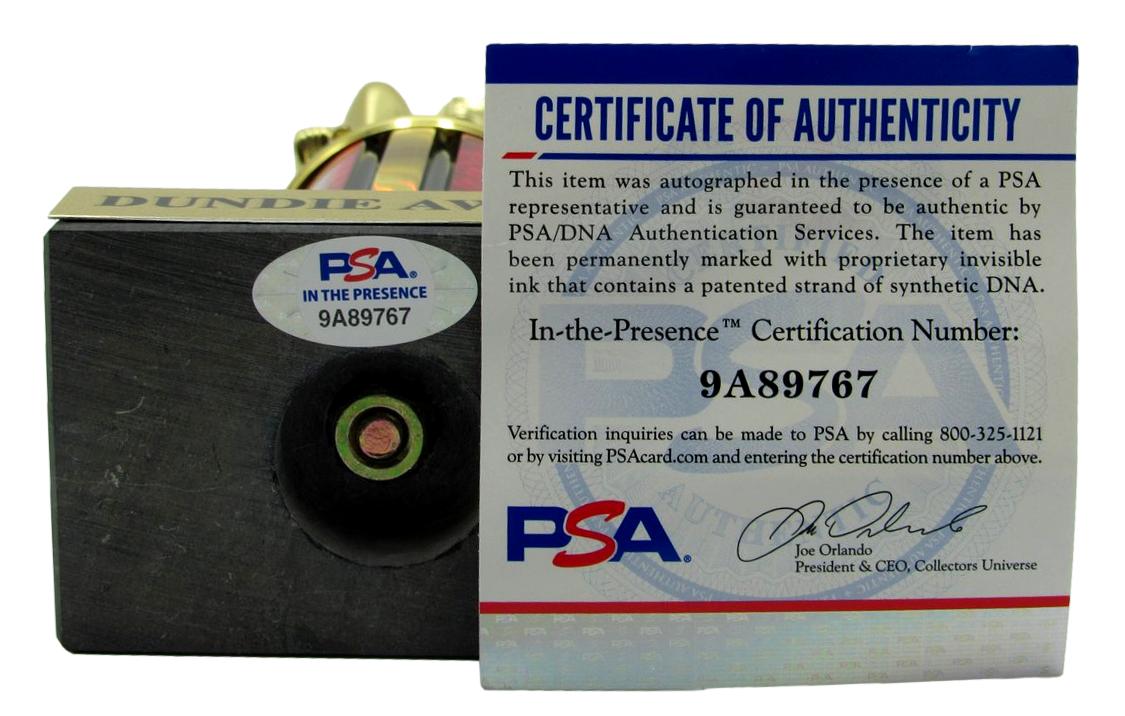 DUNDIE AW
PSA®
IN THE PRESENCE
9A89767
CERTIFICATE OF AUTHENTICITY
This item was autographed in the presence of a PSA
representative and is guaranteed to be authentic by
PSA/DNA Authentication Services. The item has
been permanently marked with proprietary invisible
ink that contains a patented strand of synthetic DNA.
In-the-Presence™ Certification Number:
9A89767
Verification inquiries can be made to PSA by calling 800-325-1121
or by visiting PSAcard.com and entering the certification number above.
PSA®
Joe Orlando
President & CEO, Collectors Universe